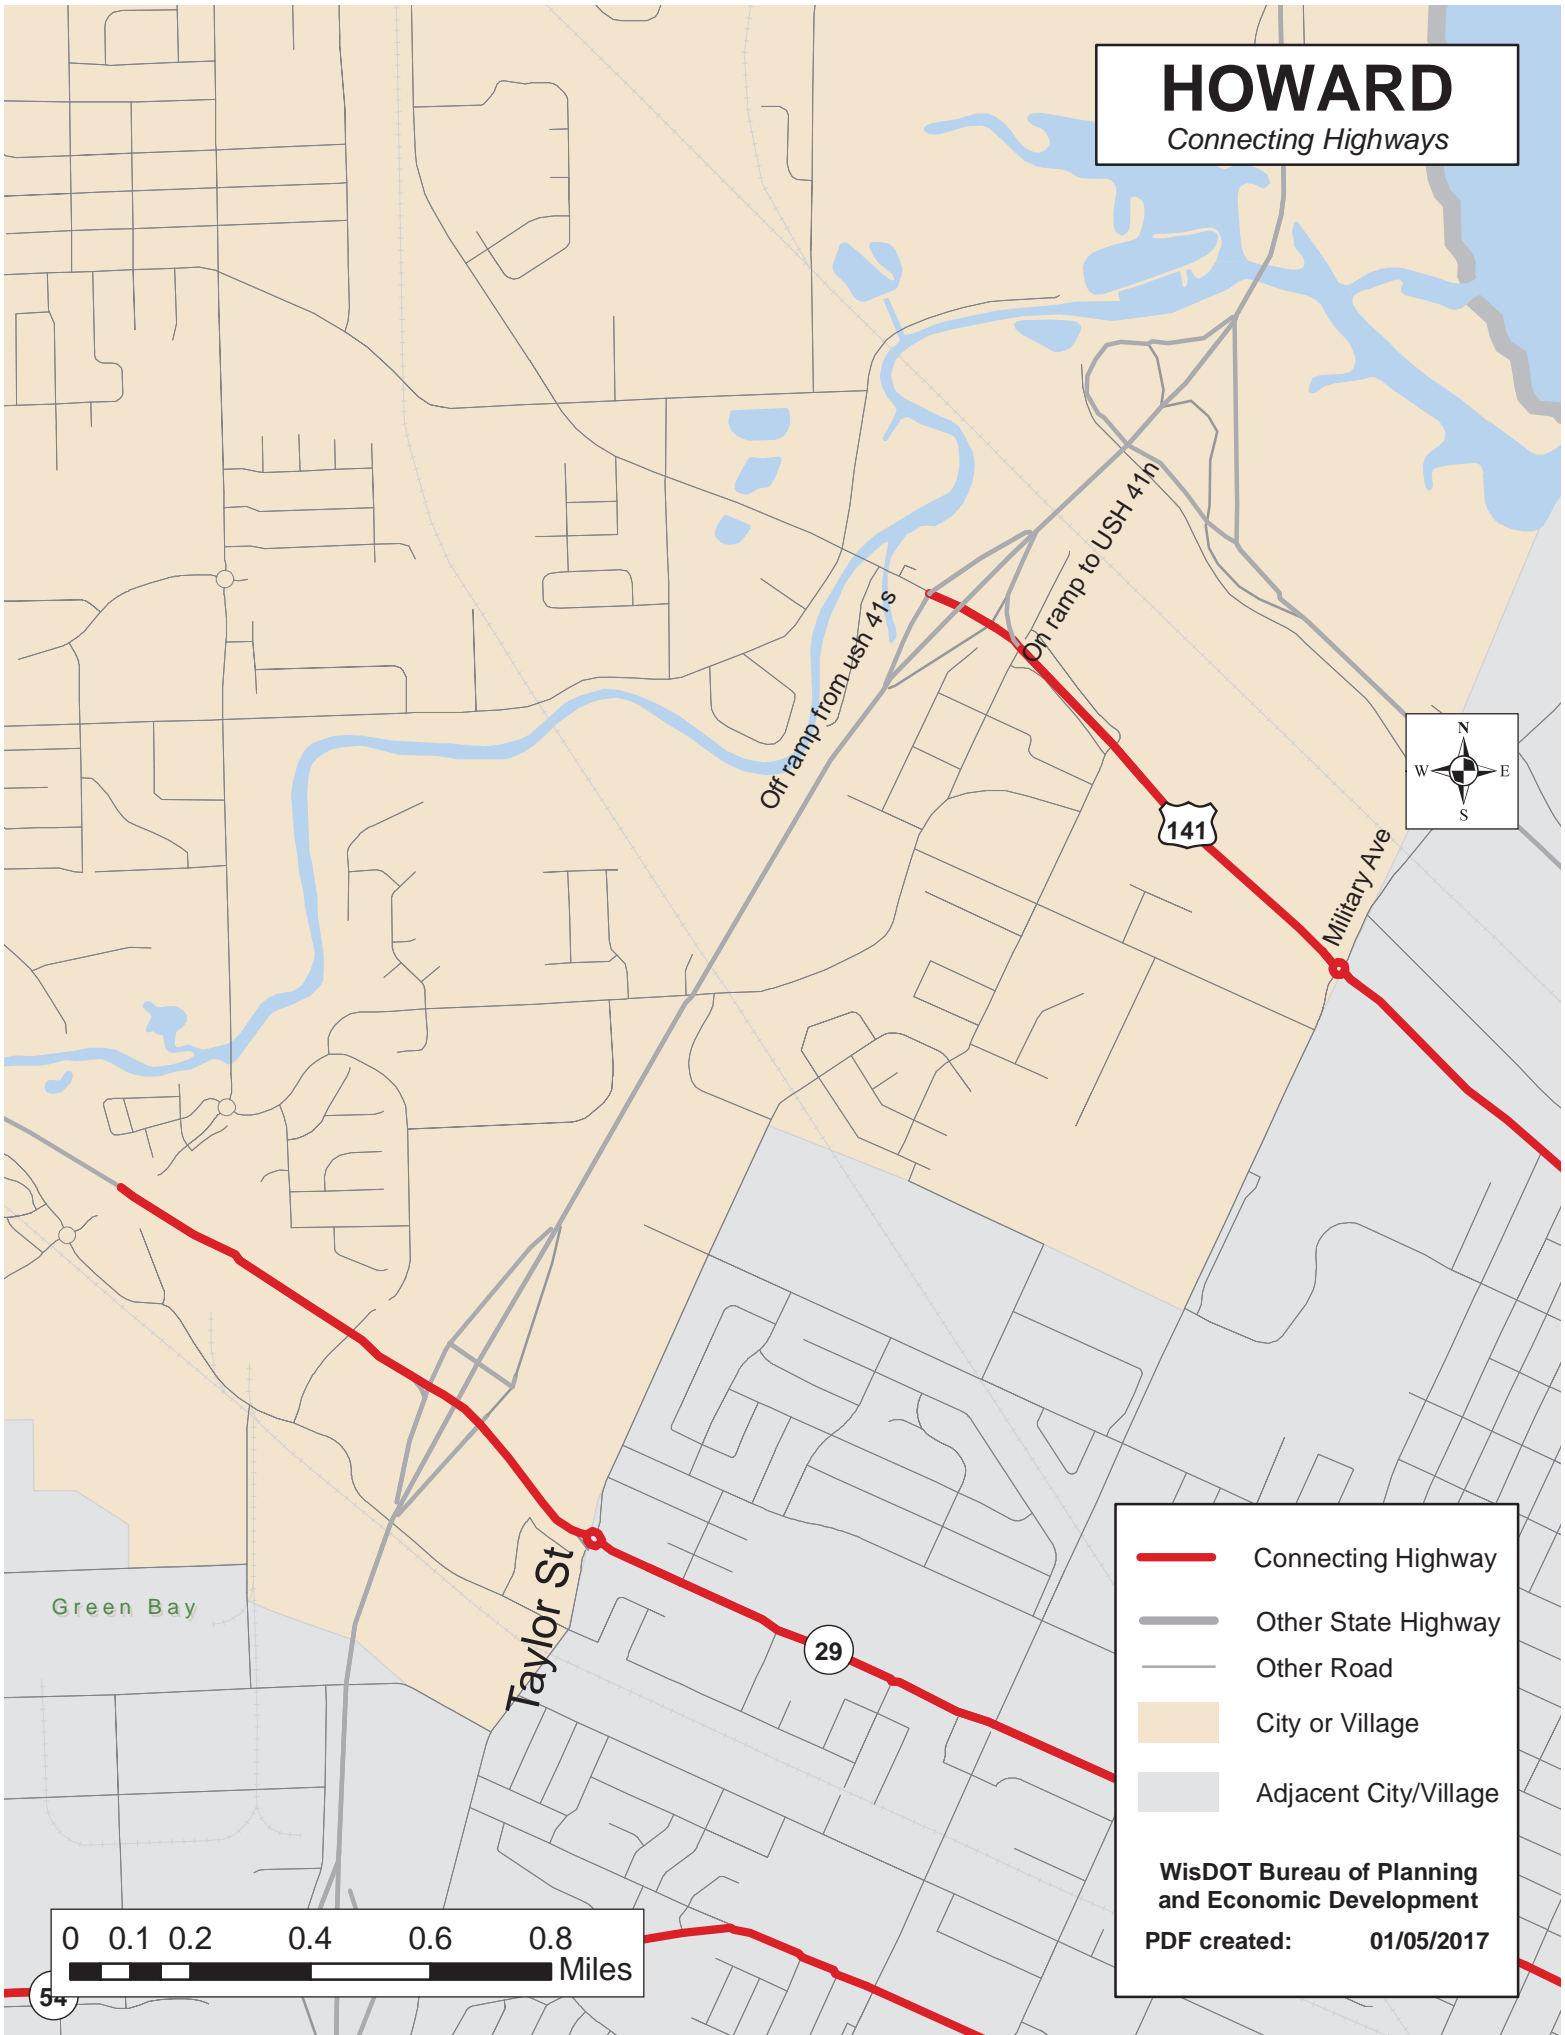 HOWARD
Connecting Highways
On ramp to USH 41n
Off ramp from ush 41s
N
W E
S
141
Military Ave
Green Bay
Taylor St
29
Connecting Highway
Other State Highway
Other Road
City or Village
Adjacent City/Village
WisDOT Bureau of Planning
and Economic Development
PDF created: 01/05/2017
0 0.1 0.2 0.4 0.6 0.8
Miles
54